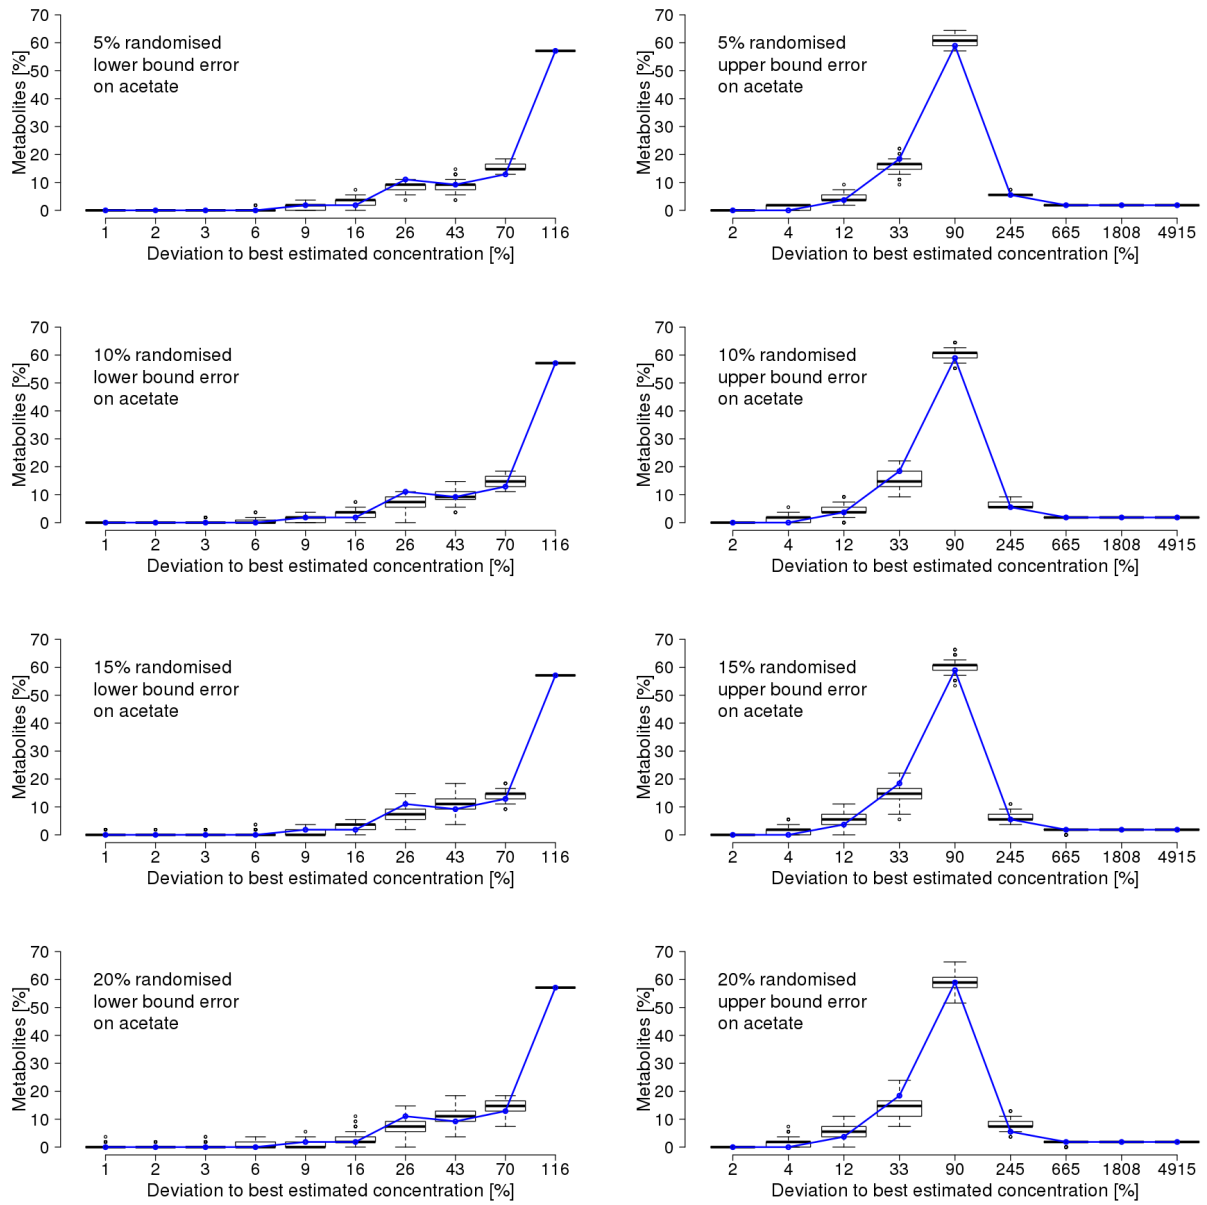 70
60
50
40
30
20
10
0
Metabolites [%]
5% randomised
lower bound error
on acetate
1 2 3 6 9 16 26 43 70 116
Deviation to best estimated concentration [%]
70
60
50
40
30
20
10
0
Metabolites [%]
5% randomised
upper bound error
on acetate
2 4 12 33 90 245 665 1808 4915
Deviation to best estimated concentration [%]
70
60
50
40
30
20
10
0
Metabolites [%]
10% randomised
lower bound error
on acetate
1 2 3 6 9 16 26 43 70 116
Deviation to best estimated concentration [%]
70
60
50
40
30
20
10
0
Metabolites [%]
10% randomised
upper bound error
on acetate
2 4 12 33 90 245 665 1808 4915
Deviation to best estimated concentration [%]
70
60
50
40
30
20
10
0
Metabolites [%]
15% randomised
lower bound error
on acetate
1 2 3 6 9 16 26 43 70 116
Deviation to best estimated concentration [%]
70
60
50
40
30
20
10
0
Metabolites [%]
15% randomised
upper bound error
on acetate
2 4 12 33 90 245 665 1808 4915
Deviation to best estimated concentration [%]
70
60
50
40
30
20
10
0
Metabolites [%]
20% randomised
lower bound error
on acetate
1 2 3 6 9 16 26 43 70 116
Deviation to best estimated concentration [%]
70
60
50
40
30
20
10
0
Metabolites [%]
20% randomised
upper bound error
on acetate
2 4 12 33 90 245 665 1808 4915
Deviation to best estimated concentration [%]